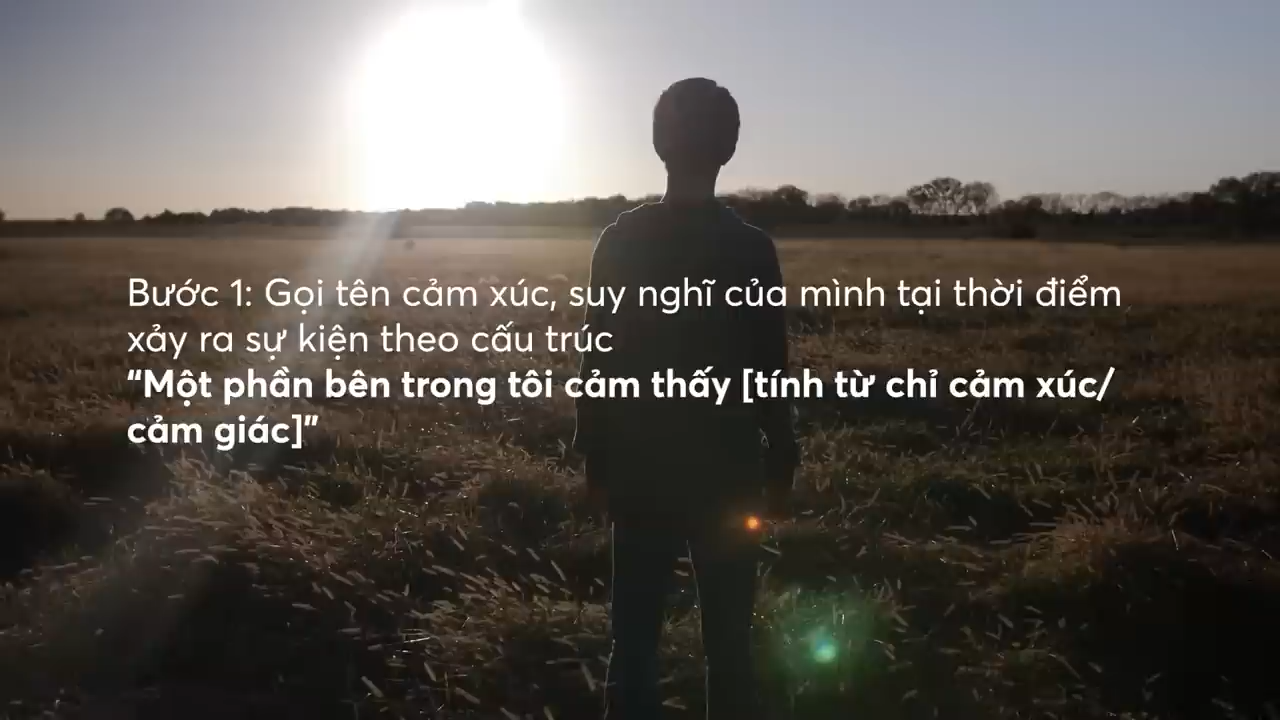 Bước 1: Gọi tên cảm xúc, suy nghĩ của mình tại thời điểm
xảy ra sự kiện theo cấu trúc
“Một phần bên trong tôi cảm thấy [tính từ chỉ cảm xúc/
cảm giác]”